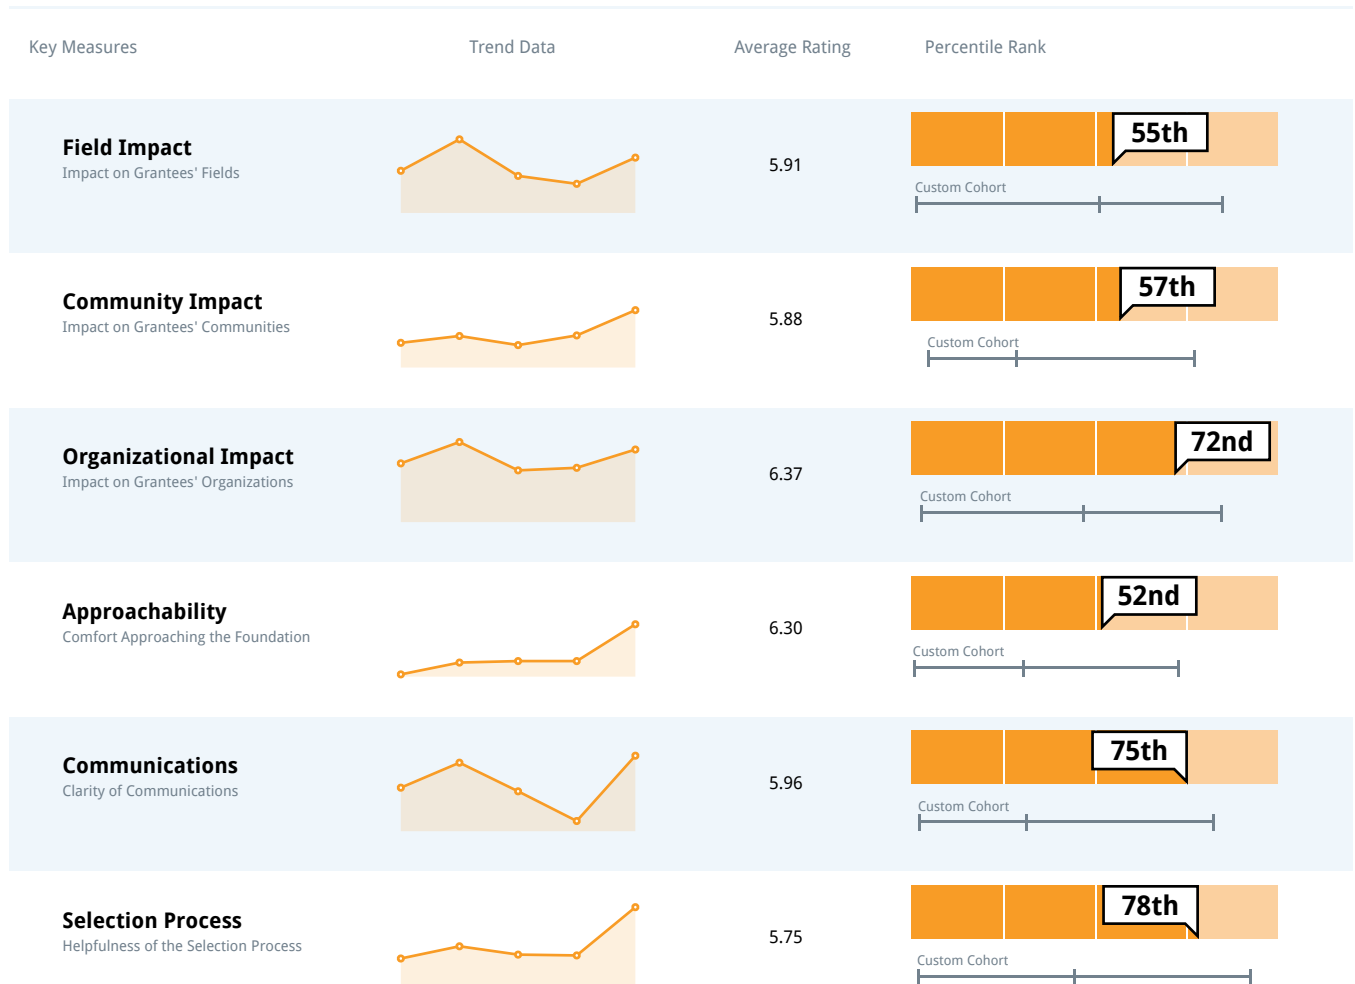 Key Measures
Trend Data
Average Rating
Percentile Rank
Field Impact
Impact on Grantees' Fields
5.91
55th
Custom Cohort
Community Impact
Impact on Grantees' Communities
5.88
57th
Custom Cohort
Organizational Impact
Impact on Grantees' Organizations
6.37
72nd
Custom Cohort
Approachability
Comfort Approaching the Foundation
6.30
52nd
Custom Cohort
Communications
Clarity of Communications
5.96
75th
Custom Cohort
Selection Process
Helpfulness of the Selection Process
5.75
78th
Custom Cohort